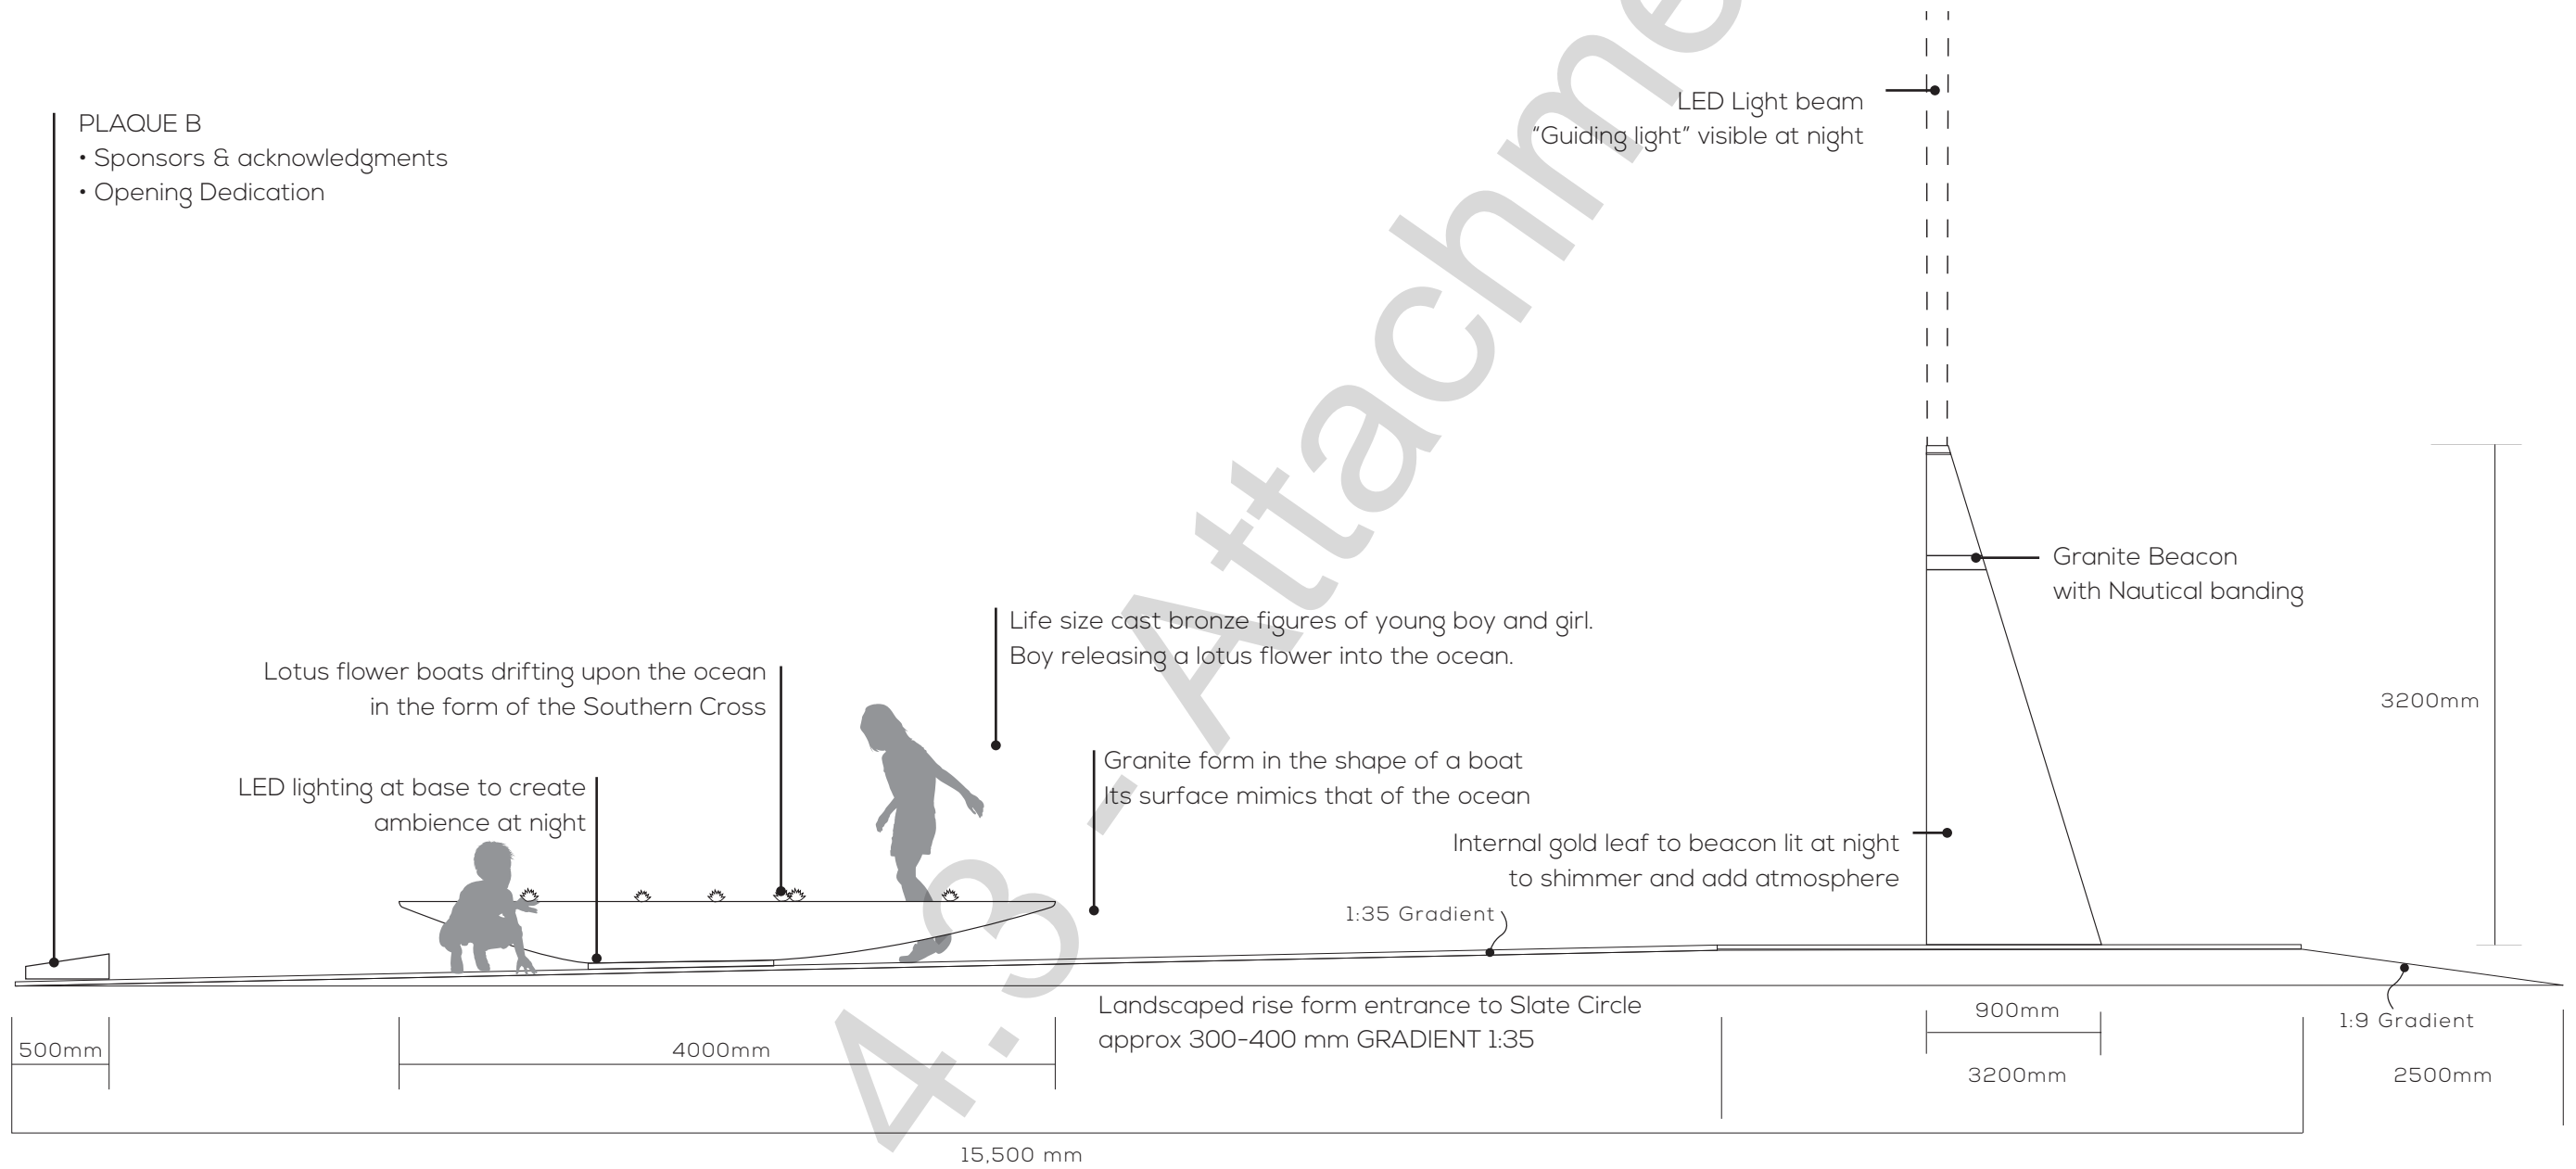 PLAQUE B
• Sponsors & acknowledgments
• Opening Dedication
LED Light beam
“Guiding light” visible at night
Granite Beacon
with Nautical banding
Life size cast bronze figures of young boy and girl.
Boy releasing a lotus flower into the ocean.
Lotus flower boats drifting upon the ocean
in the form of the Southern Cross
3200mm
Granite form in the shape of a boat
Its surface mimics that of the ocean
LED lighting at base to create
ambience at night
Internal gold leaf to beacon lit at night
to shimmer and add atmosphere
1:35 Gradient
Landscaped rise form entrance to Slate Circle
approx 300-400 mm GRADIENT 1:35
900mm
1:9 Gradient
500mm
4000mm
3200mm
2500mm
15,500 mm
4.3 - Attachme